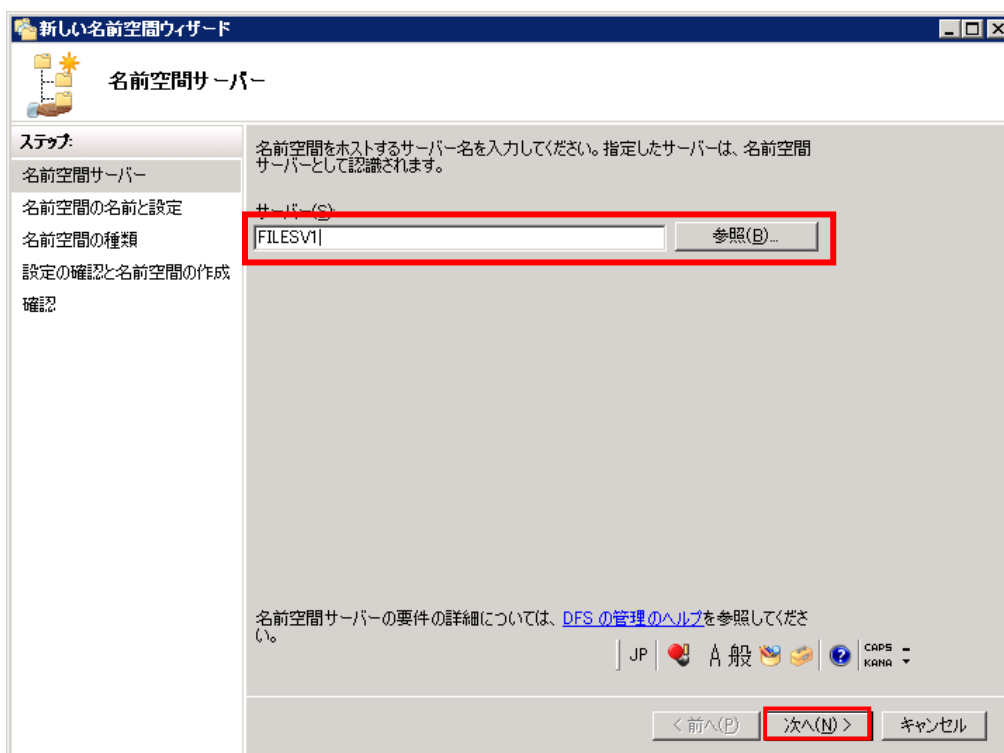 新しい名前空間ウィザード
名前空間サーバー
ステップ:
名前空間サーバー
名前空間の名前と設定
名前空間の種類
設定の確認と名前空間の作成
確認
名前空間をホストするサーバー名を入力してください。指定したサーバーは、名前空間
サーバーとして認識されます。
サーバー(S):
FILESV1
参照(B)...
名前空間サーバーの要件の詳細については、DFS の管理のヘルプを参照してくださ
い。
JP A 般 CAPS
KANA
< 前へ(P) 次へ(N) > キャンセル